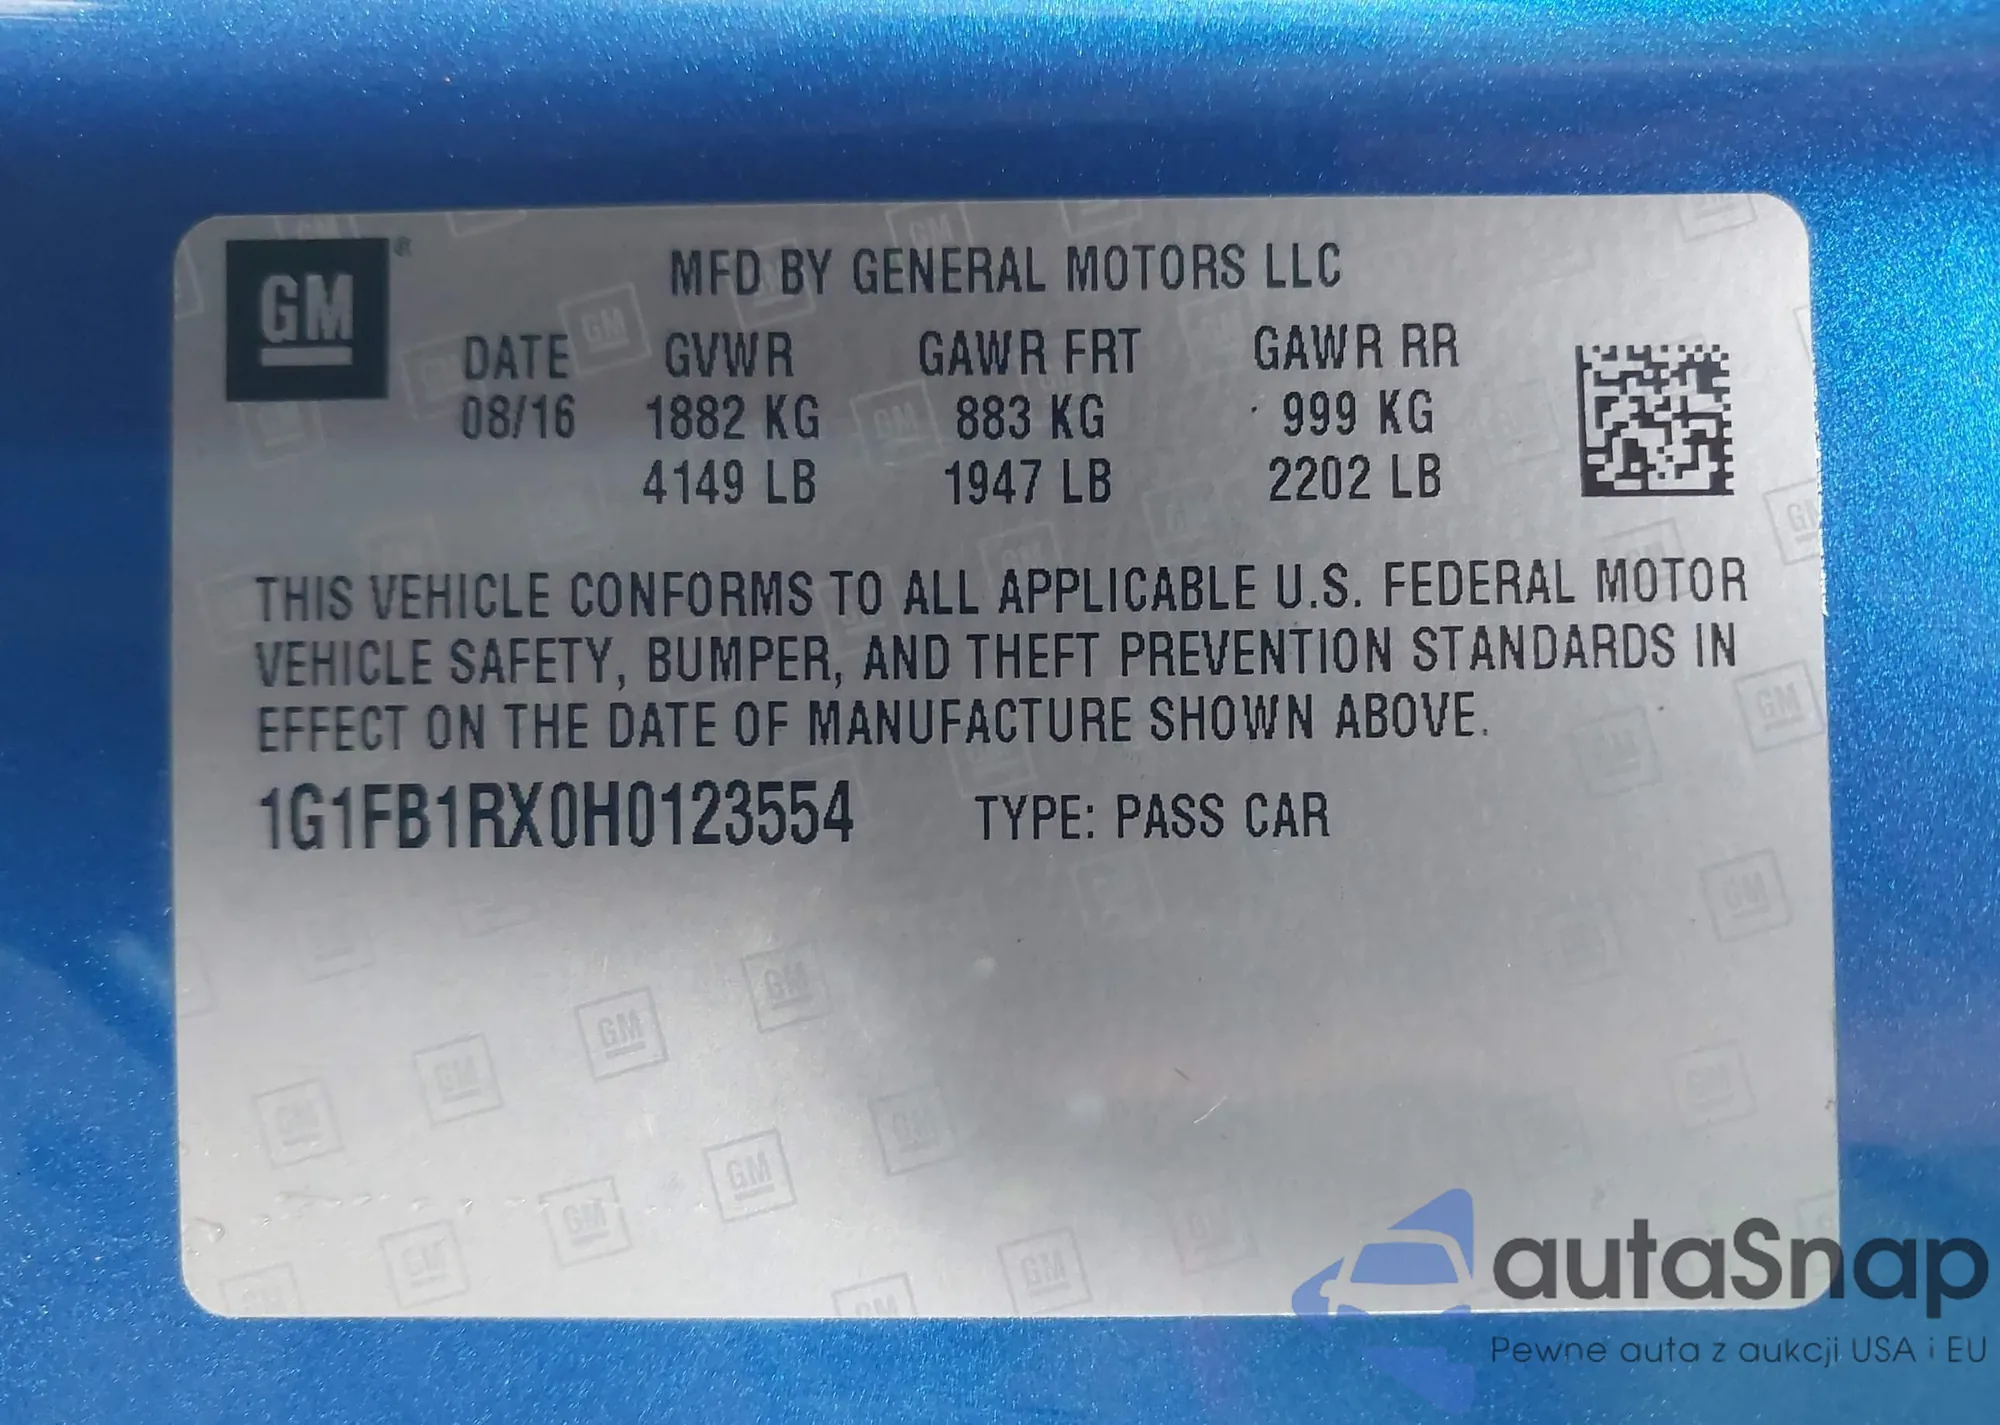 GM
MFD BY GENERAL MOTORS LLC
DATE GVWR GAWR FRT GAWR RR
08/16 1882 KG 883 KG 999 KG
4149 LB 1947 LB 2202 LB
THIS VEHICLE CONFORMS TO ALL APPLICABLE U.S. FEDERAL MOTOR
VEHICLE SAFETY, BUMPER, AND THEFT PREVENTION STANDARDS IN
EFFECT ON THE DATE OF MANUFACTURE SHOWN ABOVE.
1G1FB1RX0H0123554 TYPE: PASS CAR
autaSnap
Pewne auta z aukcji USA i EU